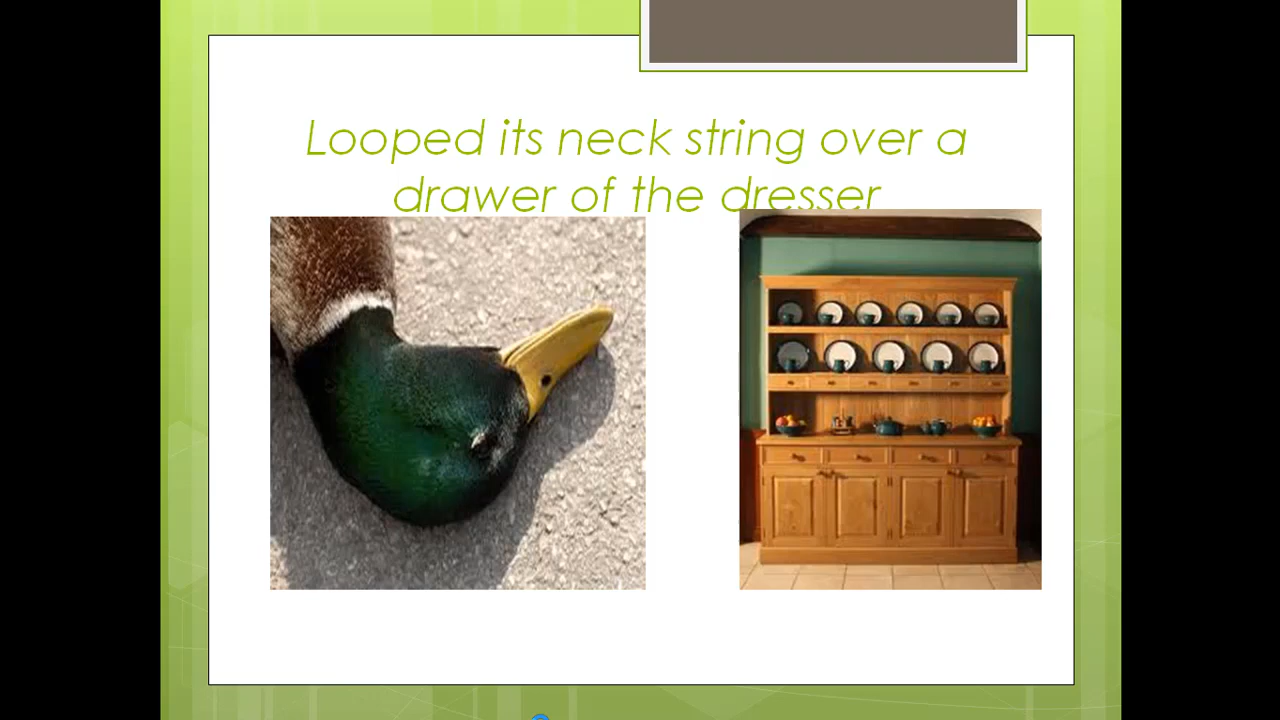 Looped its neck string over a
drawer of the dresser